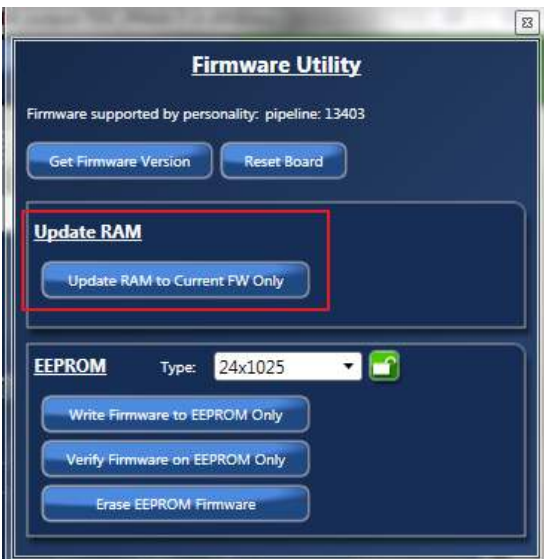 Firmware Utility
Firmware supported by personality: pipeline: 13403
Get Firmware Version Reset Board
Update RAM
Update RAM to Current FW Only
EEPROM Type: 24x1025
Write Firmware to EEPROM Only
Verify Firmware on EEPROM Only
Erase EEPROM Firmware